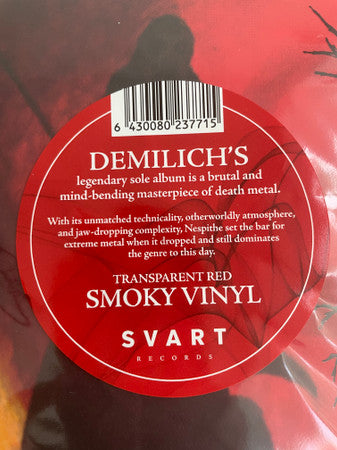 6 430080 237715
DEMILICH'S
legendary sole album is a brutal and
mind-bending masterpiece of death metal.
With its unmatched technicality, otherworldly atmosphere,
and jaw-dropping complexity, Nespithe set the bar for
extreme metal when it dropped and still dominates
the genre to this day.
TRANSPARENT RED
SMOKY VINYL
SVART
RECORDS